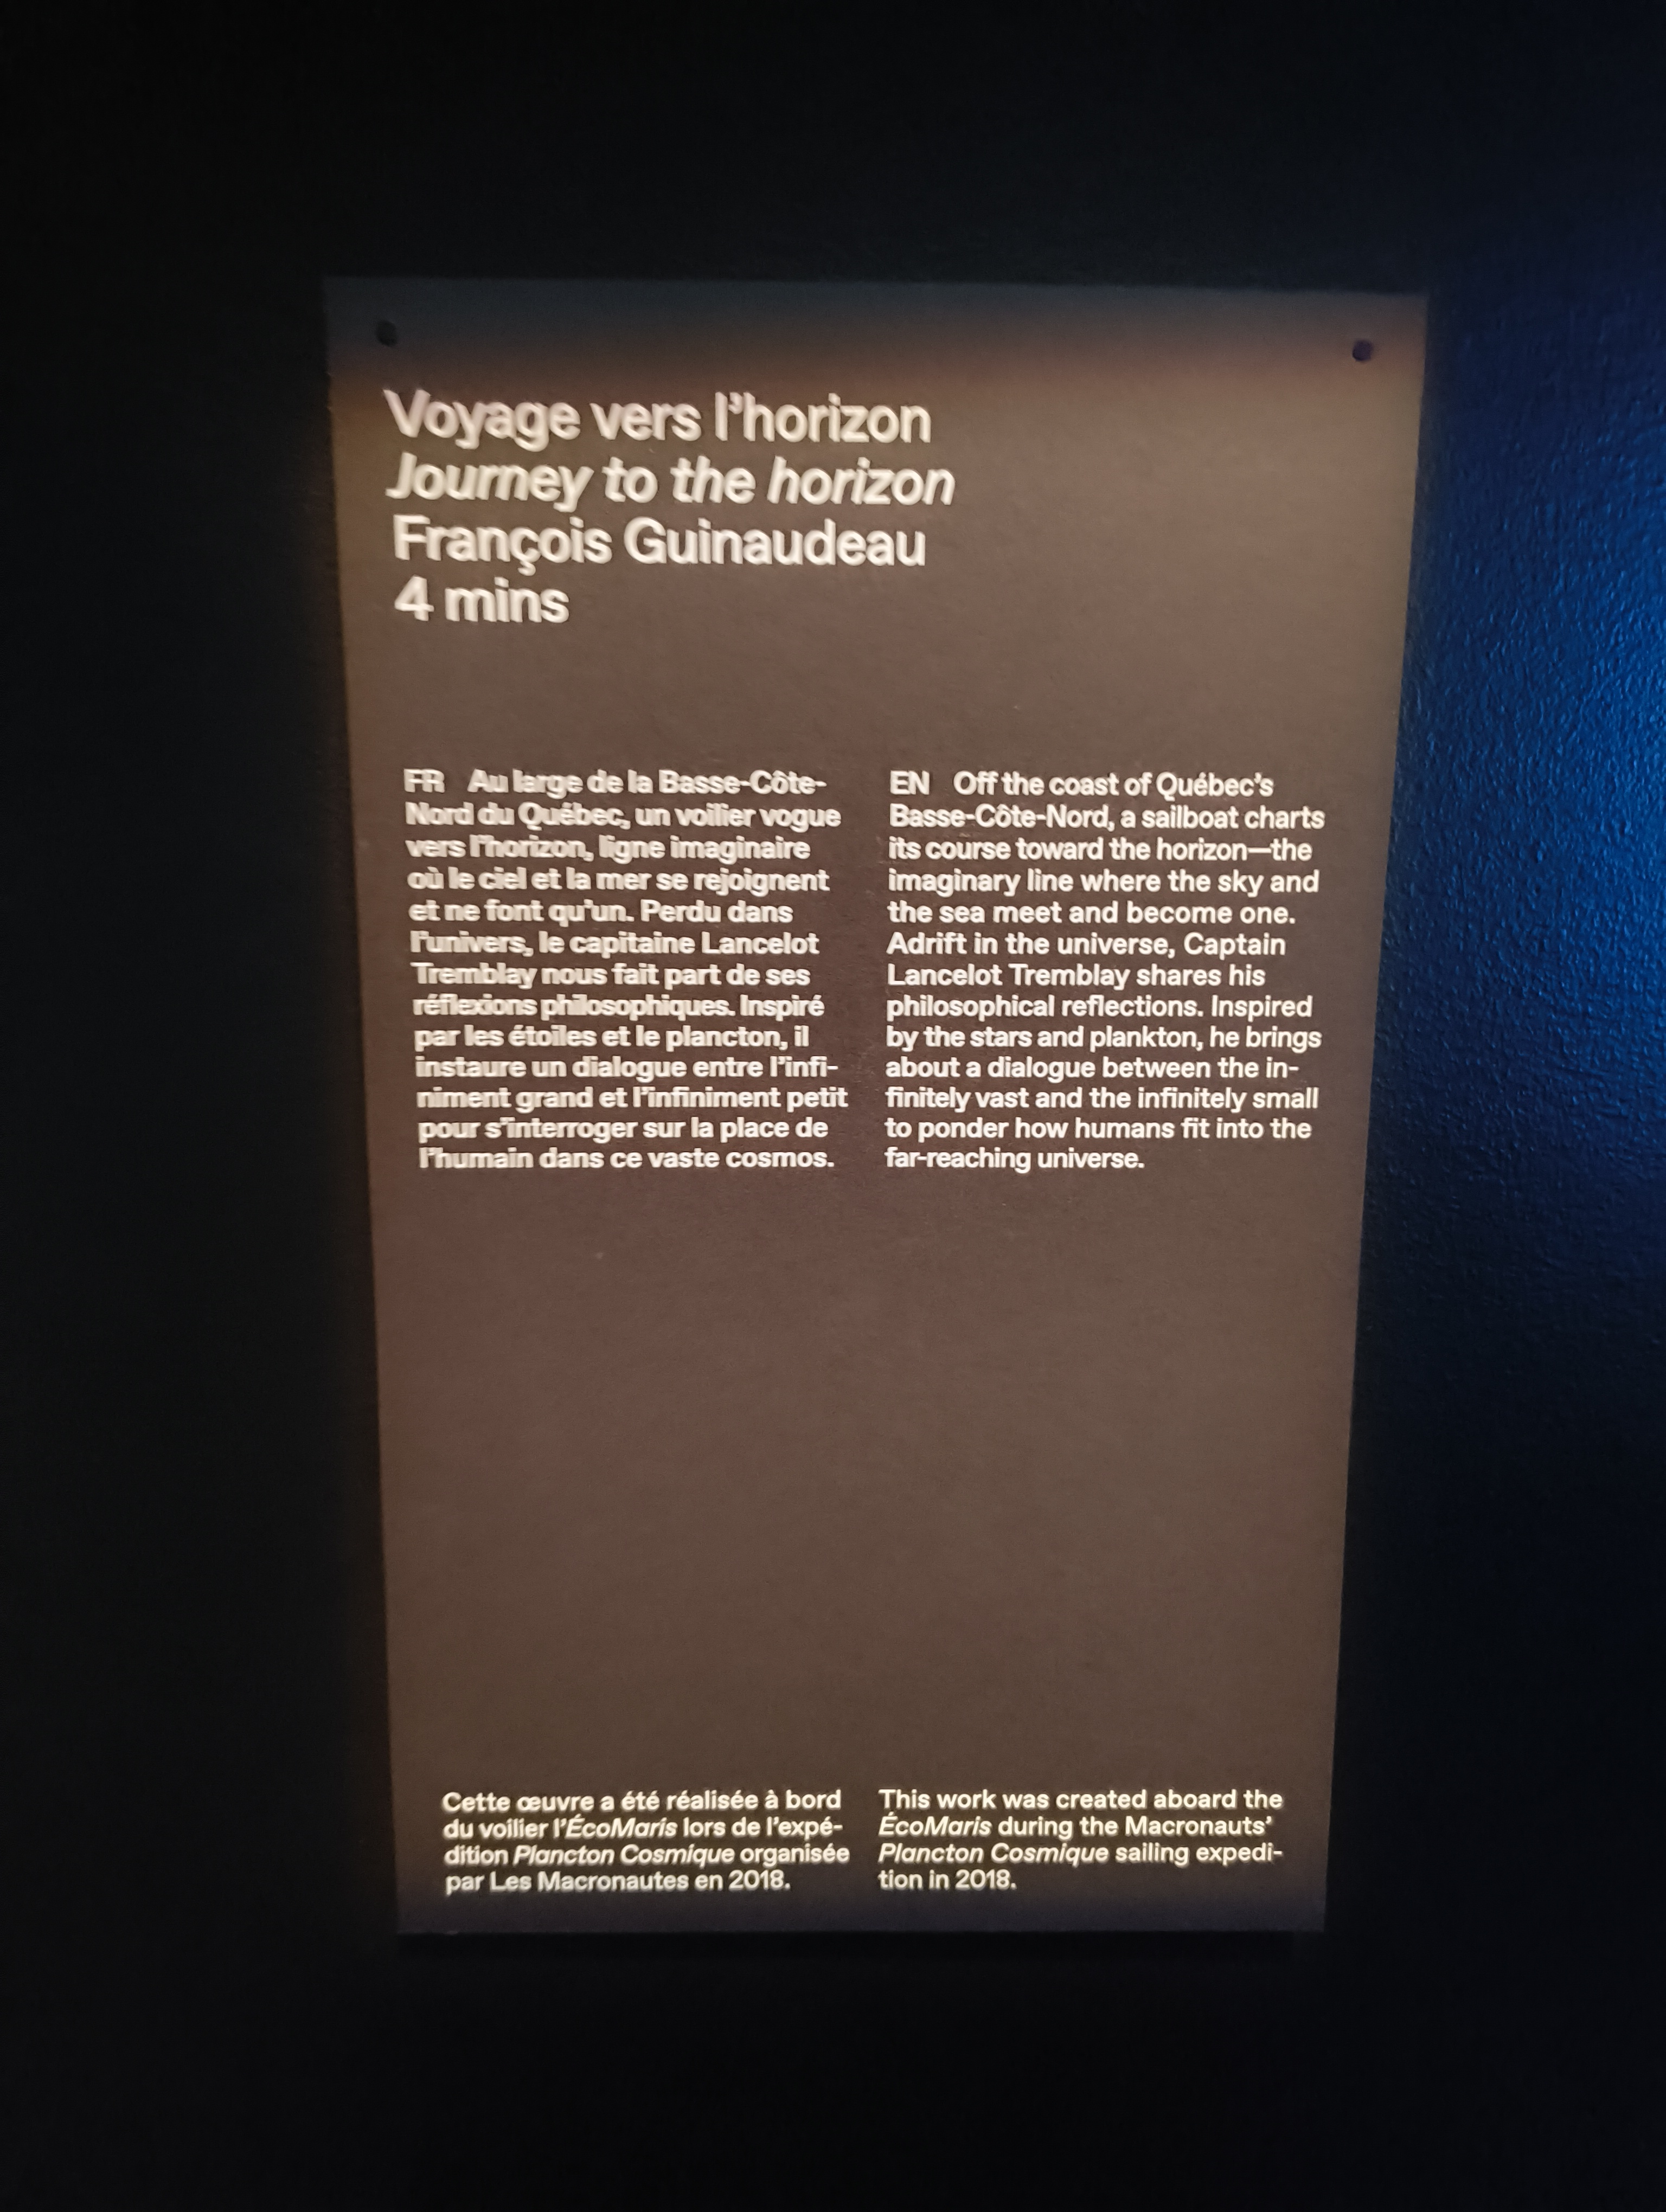 Voyage vers l’horizon
Journey to the horizon
François Guinaudeau
4 mins
FR Au large de la Basse-Côte-
Nord du Québec, un voilier vogue
vers l’horizon, ligne imaginaire
où le ciel et la mer se rejoignent
et ne font qu’un. Perdu dans
l’univers, le capitaine Lancelot
Tremblay nous fait part de ses
réflexions philosophiques. Inspiré
par les étoiles et le plancton, il
instaure un dialogue entre l’infi-
niment grand et l’infiniment petit
pour s’interroger sur la place de
l’humain dans ce vaste cosmos.
EN Off the coast of Québec’s
Basse-Côte-Nord, a sailboat charts
its course toward the horizon—the
imaginary line where the sky and
the sea meet and become one.
Adrift in the universe, Captain
Lancelot Tremblay shares his
philosophical reflections. Inspired
by the stars and plankton, he brings
about a dialogue between the in-
finitely vast and the infinitely small
to ponder how humans fit into the
far-reaching universe.
Cette œuvre a été réalisée à bord
du voilier l’ÉcoMaris lors de l’expé-
dition Plancton Cosmique organisée
par Les Macronautes en 2018.
This work was created aboard the
ÉcoMaris during the Macronauts’
Plancton Cosmique sailing expedi-
tion in 2018.